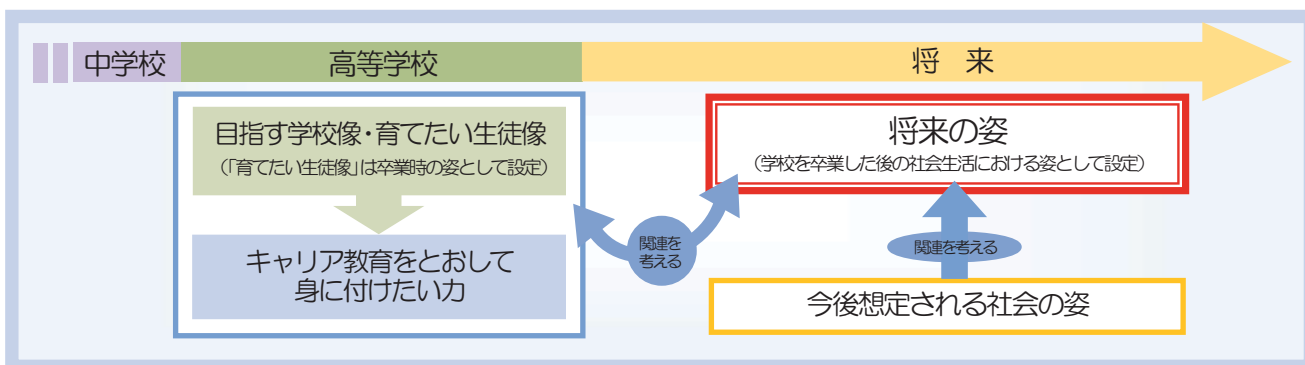 中学校
高等学校
将 来
目指す学校像・育てたい生徒像
(「育てたい生徒像」は卒業時の姿として設定)
キャリア教育をとおして
身に付けたい力
関連を
考える
将来の姿
(学校を卒業した後の社会生活における姿として設定)
関連を考える
今後想定される社会の姿